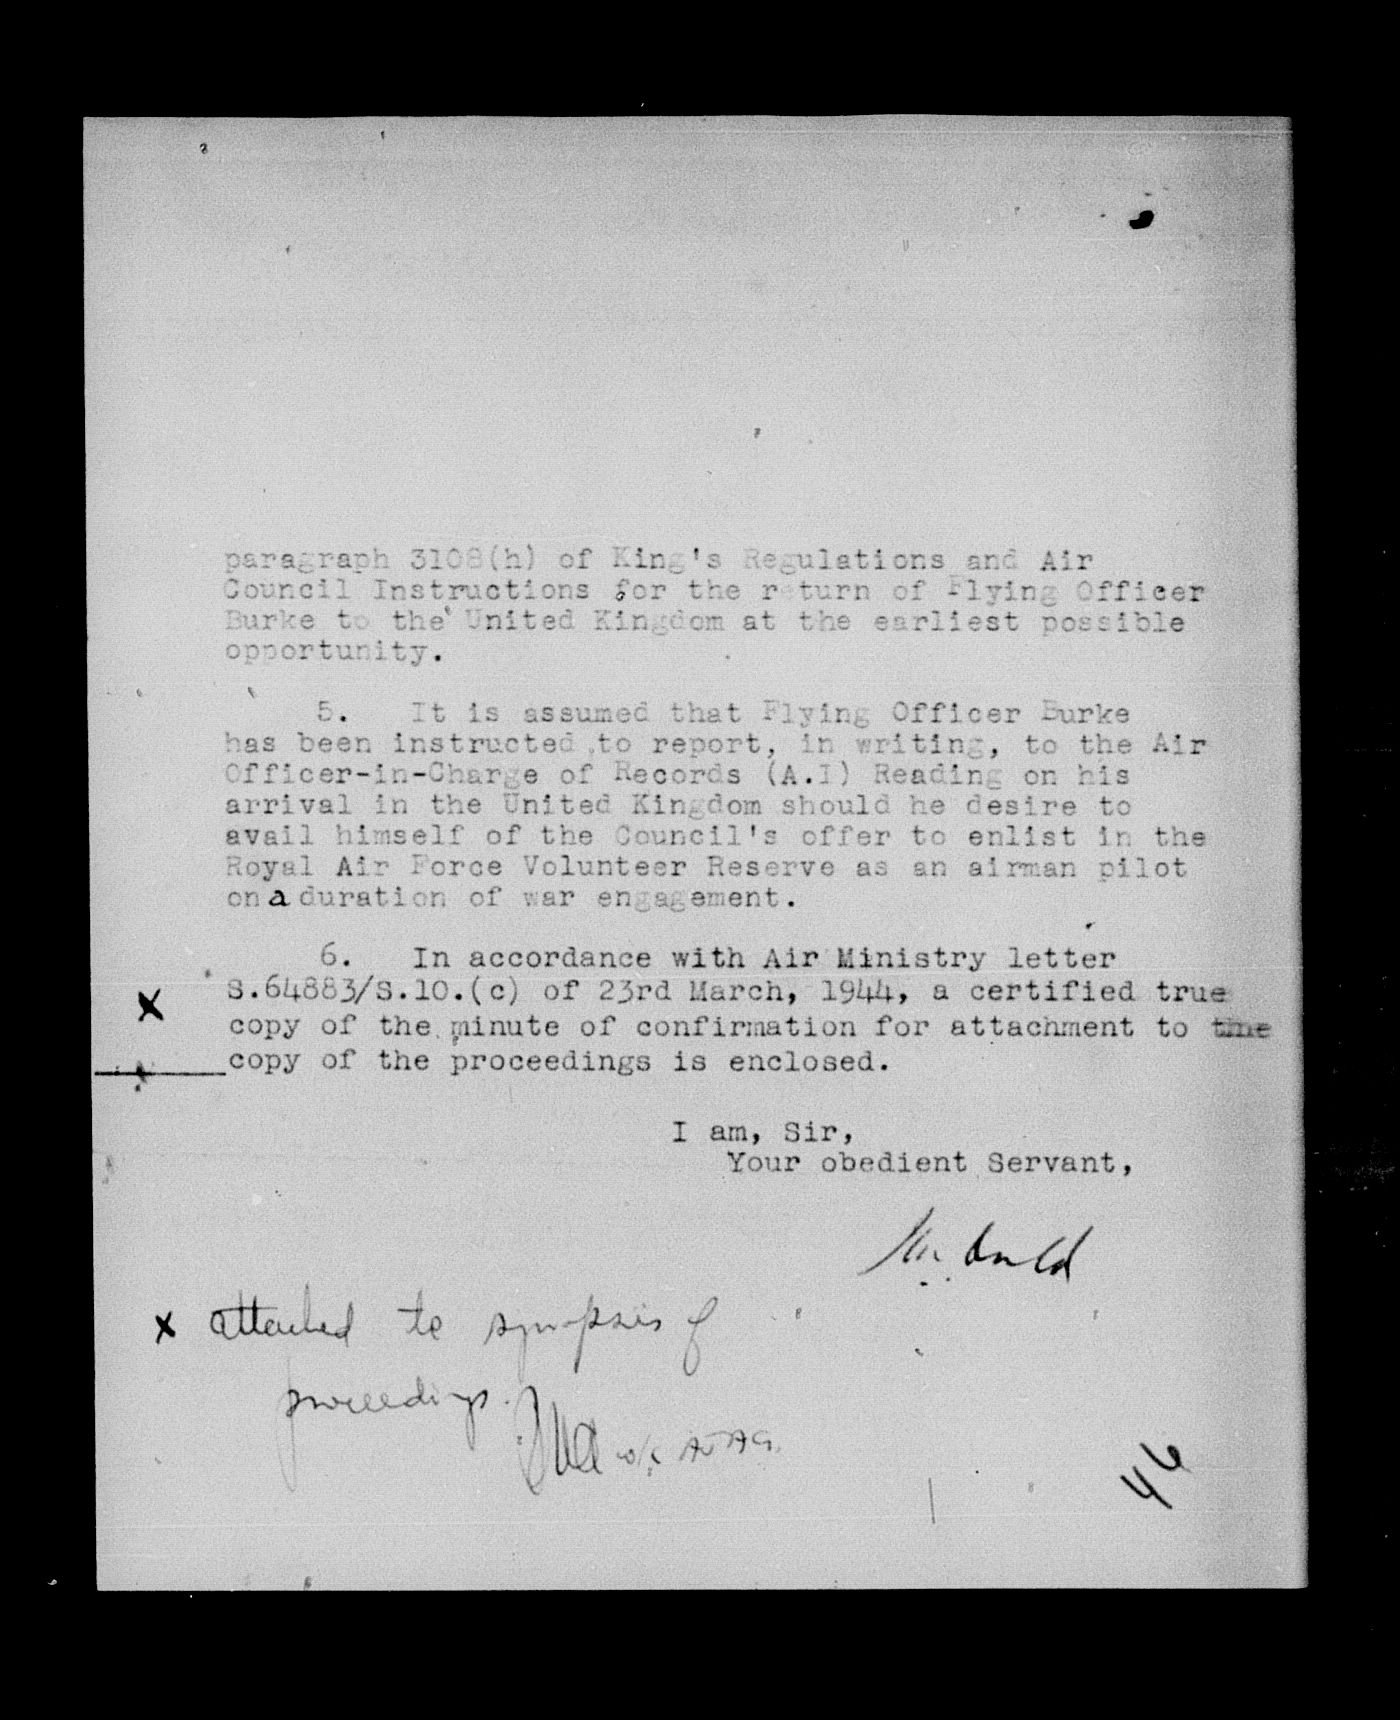 paragraph 3108(h) of King's Regulations and Air
Council Instructions for the return of Flying Officer
Burke to the United Kingdom at the earliest possible
opportunity.
5. It is assumed that Flying Officer Burke
has been instructed to report, in writing, to the Air
Officer-in-Charge of Records (A.I) Reading on his
arrival in the United Kingdom should he desire to
avail himself of the Council's offer to enlist in the
Royal Air Force Volunteer Reserve as an airman pilot
on a duration of war engagement.
6. In accordance with Air Ministry letter
X S.64883/S.10.(c) of 23rd March, 1944, a certified true
copy of the minute of confirmation for attachment to the
copy of the proceedings is enclosed.
I am, Sir,
Your obedient Servant,
X attached to synopsis of
proceedings.
46